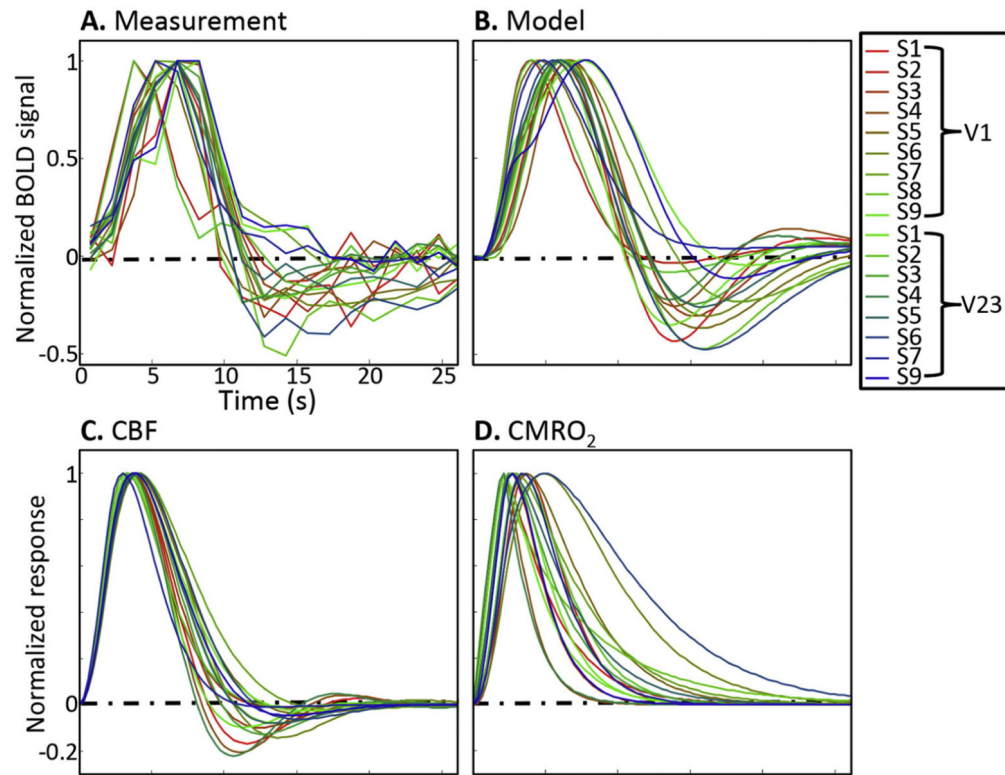 A. Measurement
B. Model
Normalized BOLD signal
1
0.5
0
-0.5
0 5 10 15 20 25
Time (s)
S1
S2
S3
S4
S5
S6
S7
S8
S9
V1
S1
S2
S3
S4
S5
S6
S7
S9
V23
C. CBF
D. CMRO₂
Normalized response
1
0
-0.2